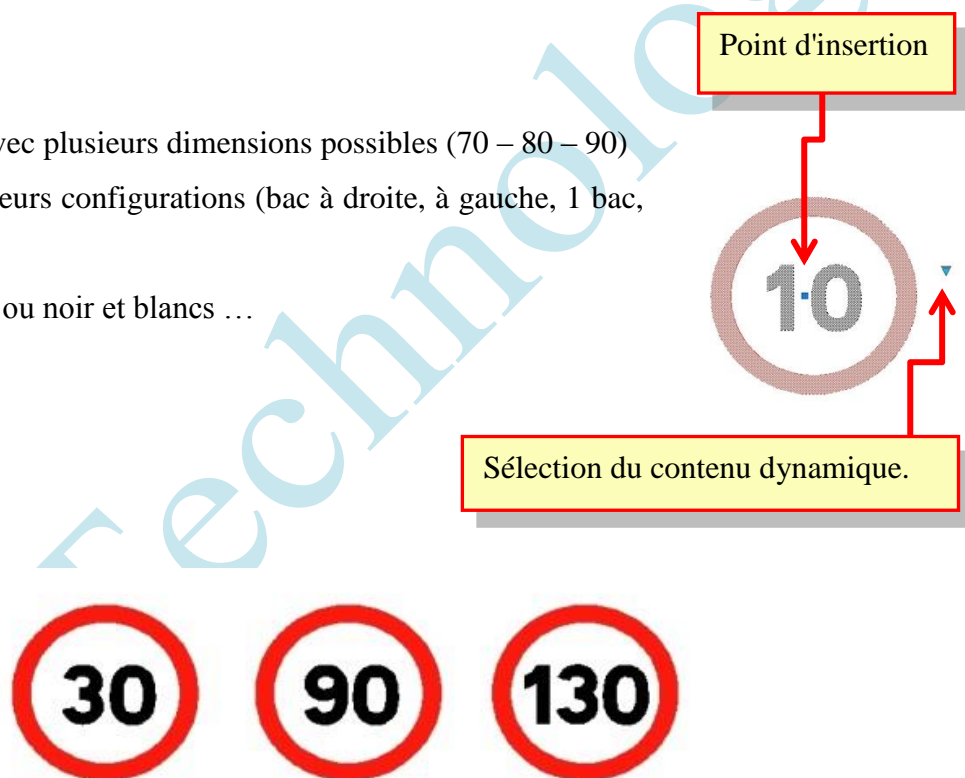 Point d'insertion
vec plusieurs dimensions possibles (70 – 80 – 90)
eurs configurations (bac à droite, à gauche, 1 bac,
ou noir et blancs …
10
Sélection du contenu dynamique.
Technolo
30 90 130